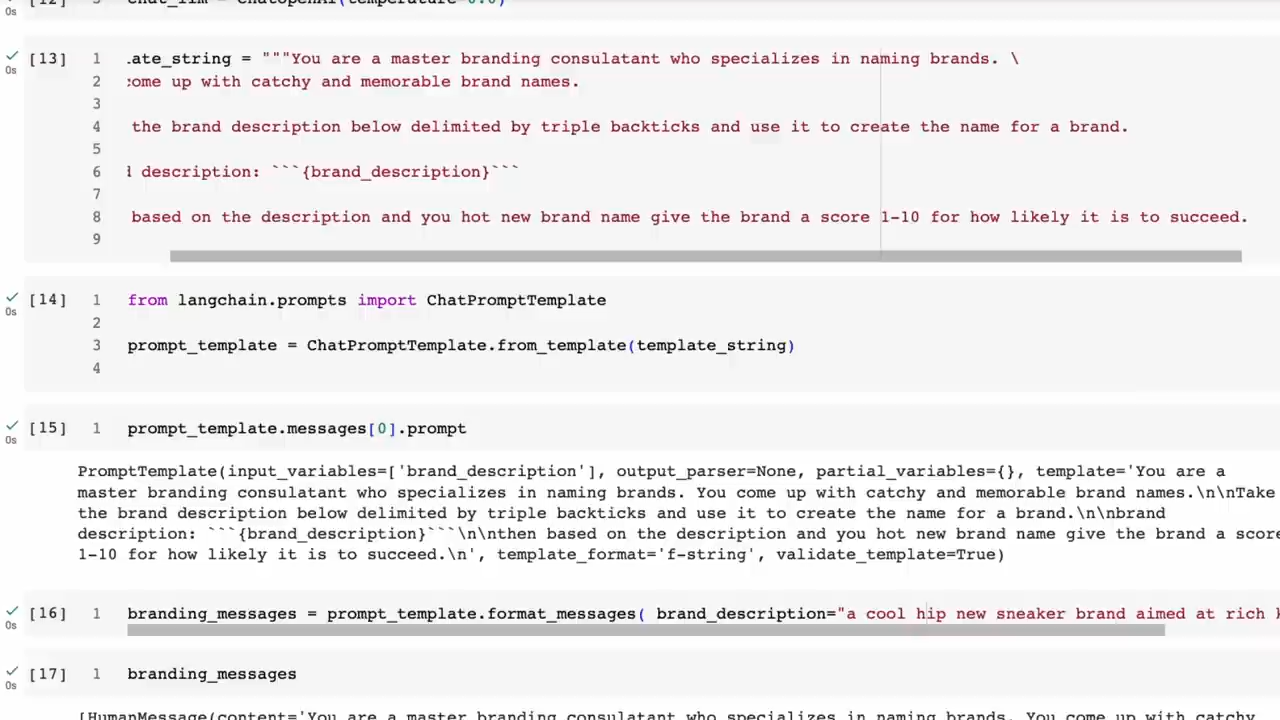 [12] 3 chat_llm = ChatOpenAI(temperature=0.0)
0s
[13] 1 ate_string = """You are a master branding consulatant who specializes in naming brands. \
0s
2 come up with catchy and memorable brand names.
3
4 the brand description below delimited by triple backticks and use it to create the name for a brand.
5
6 description: ```{brand_description}```
7
8 based on the description and you hot new brand name give the brand a score 1-10 for how likely it is to succeed.
9
[14] 1 from langchain.prompts import ChatPromptTemplate
0s
2
3 prompt_template = ChatPromptTemplate.from_template(template_string)
4
[15] 1 prompt_template.messages[0].prompt
0s
PromptTemplate(input_variables=['brand_description'], output_parser=None, partial_variables={}, template='You are a
master branding consulatant who specializes in naming brands. You come up with catchy and memorable brand names.\n\nTake
the brand description below delimited by triple backticks and use it to create the name for a brand.\n\nbrand
description: ```{brand_description}```\n\nthen based on the description and you hot new brand name give the brand a score
1-10 for how likely it is to succeed.\n', template_format='f-string', validate_template=True)
[16] 1 branding_messages = prompt_template.format_messages( brand_description="a cool hip new sneaker brand aimed at rich
0s
[17] 1 branding_messages
0s
[HumanMessage(content='You are a master branding consulatant who specializes in naming brands. You come up with catchy